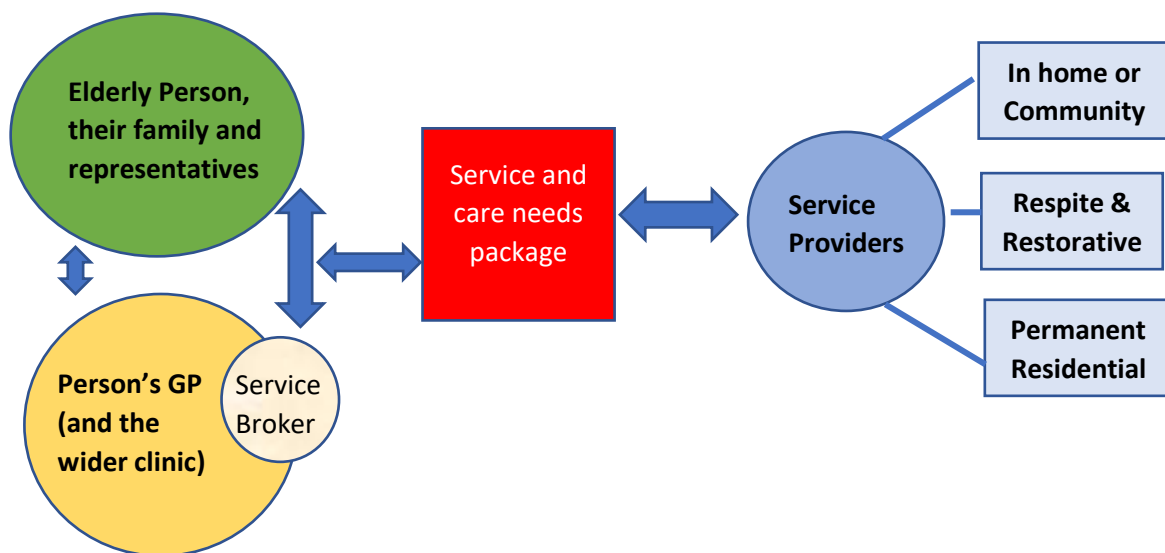 Elderly Person,
their family and
representatives
Person’s GP
(and the
wider clinic)
Service
Broker
Service and
care needs
package
Service
Providers
In home or
Community
Respite &
Restorative
Permanent
Residential